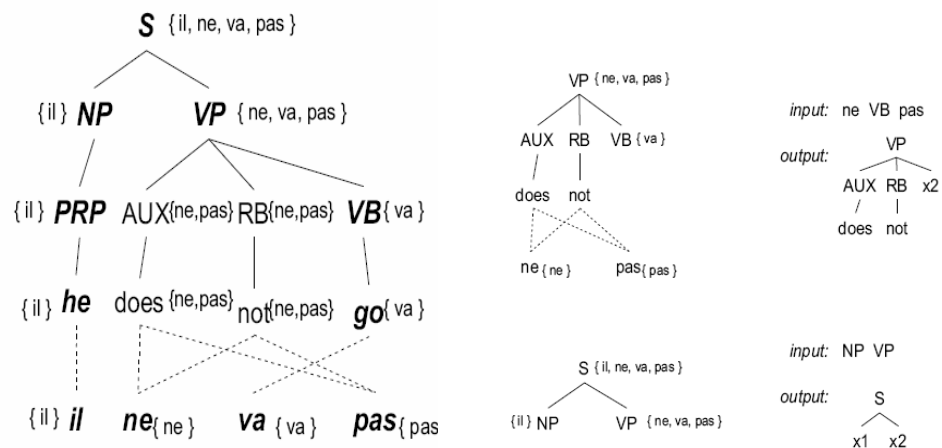 S { il, ne, va, pas }
{ il } NP VP { ne, va, pas }
{ il } PRP AUX {ne,pas} RB {ne,pas} VB { va }
{ il } he does {ne,pas} not {ne,pas} go { va }
{ il } il ne { ne } va { va } pas { pas
VP { ne, va, pas }
AUX RB VB { va }
does not
ne { ne } pas { pas }
input: ne VB pas
output: VP
AUX RB x2
does not
S { il, ne, va, pas }
{ il } NP VP { ne, va, pas }
input: NP VP
output: S
x1 x2